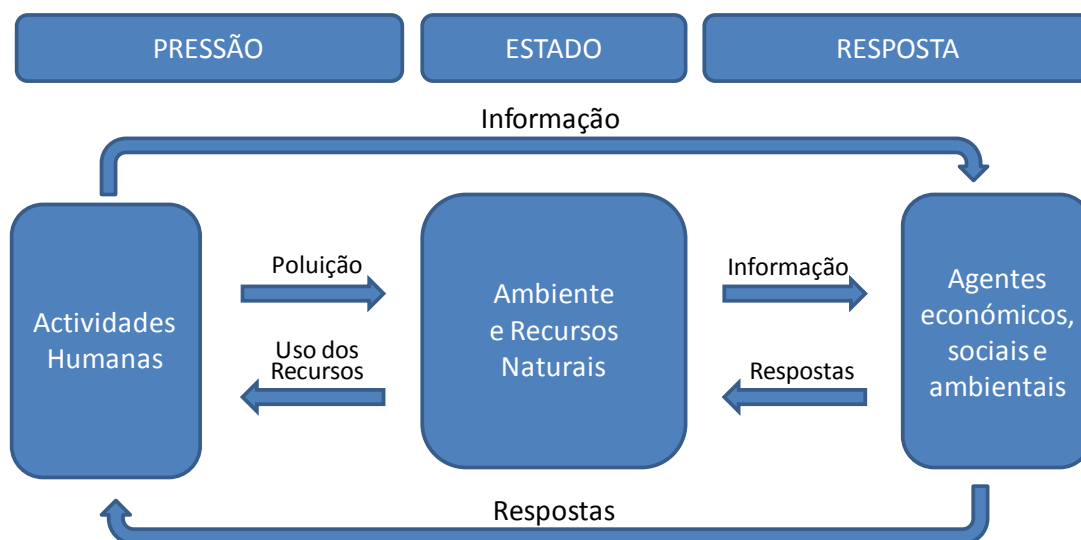 PRESSÃO
ESTADO
RESPOSTA
Informação
Actividades
Humanas
Poluição
Uso dos
Recursos
Ambiente
e Recursos
Naturais
Informação
Respostas
Agentes
económicos,
sociais e
ambientais
Respostas